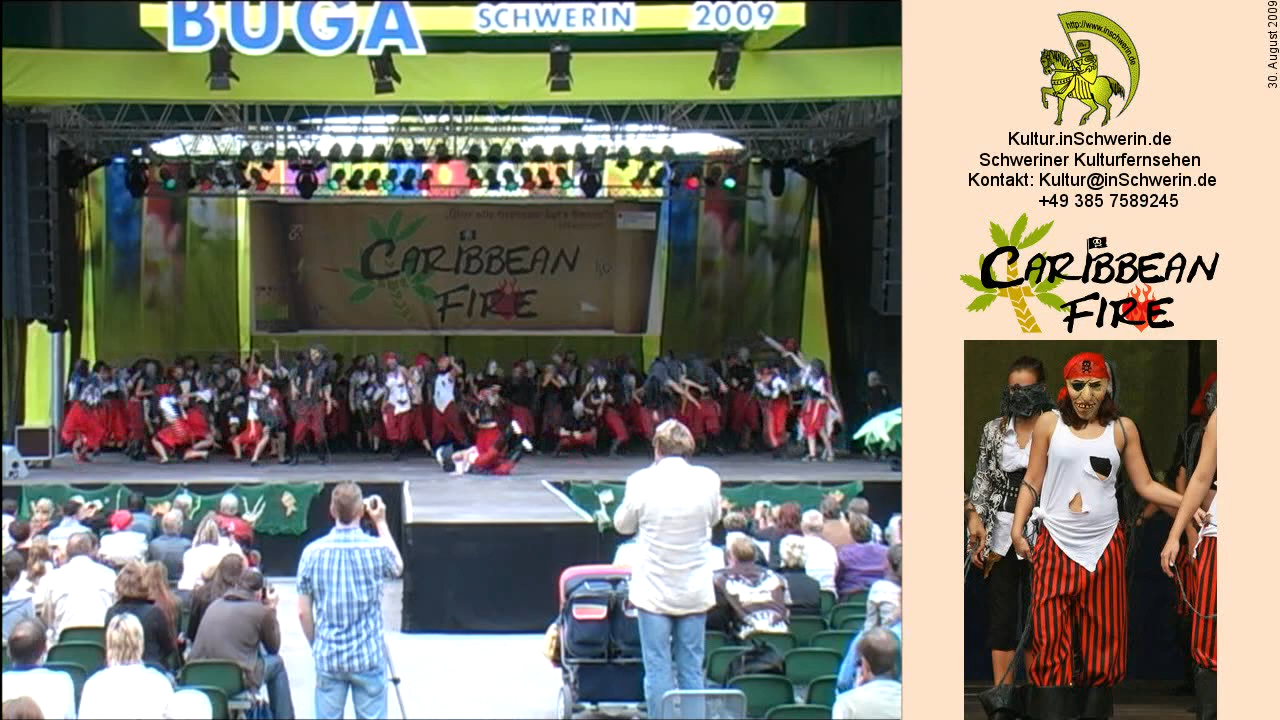 BUGA SCHWERIN 2009
CARIBBEAN
FIRE
30. August 2009
http://www.inschwerin.de
Kultur.inSchwerin.de
Schweriner Kulturfernsehen
Kontakt: Kultur@inSchwerin.de
+49 385 7589245
CARIBBEAN
FIRE